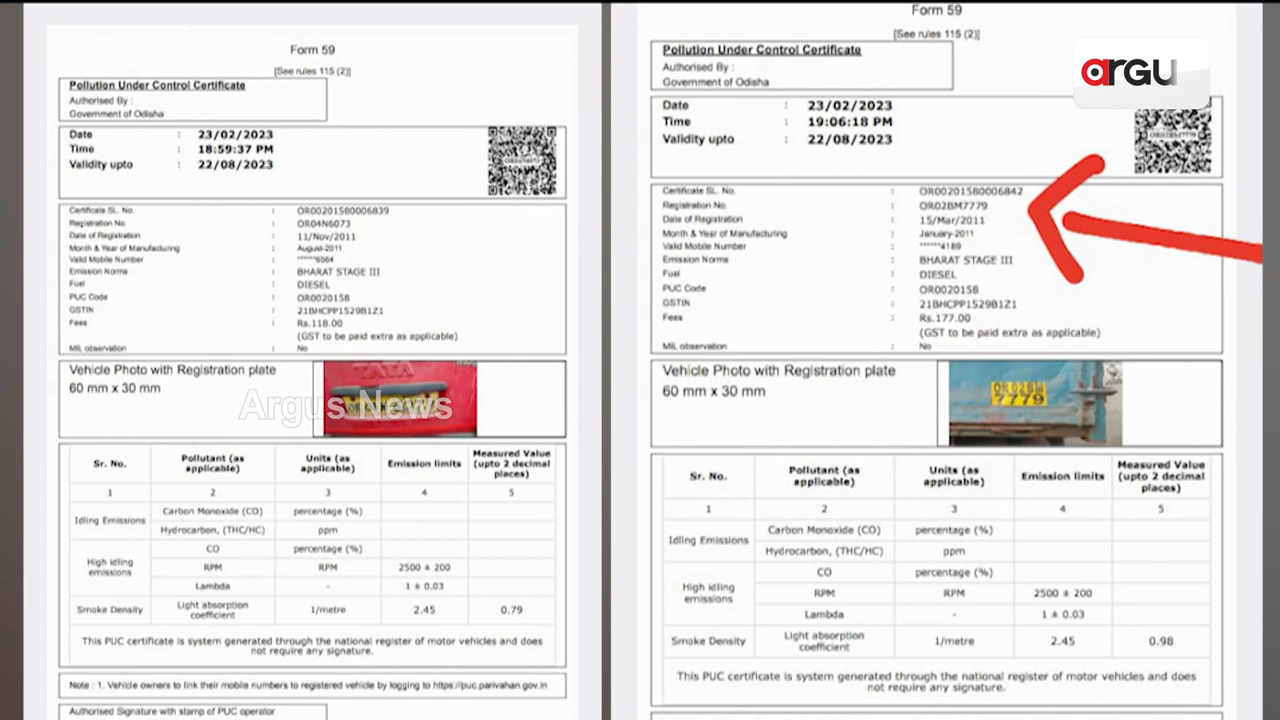 Form 59
[See rules 115 (2)]
Pollution Under Control Certificate
Authorised By :
Government of Odisha
Date : 23/02/2023
Time : 18:59:37 PM
Validity upto : 22/08/2023
Certificate SL. No. : OR00201580006839
Registration No. : OR04N6073
Date of Registration : 11/Nov/2011
Month & Year of Manufacturing : August-2011
Valid Mobile Number : ******6564
Emission Norms : BHARAT STAGE III
Fuel : DIESEL
PUC Code : OR0020158
GSTIN : 21BHCPP1529B1Z1
Fees : Rs.118.00
(GST to be paid extra as applicable)
MIL observation : No
Vehicle Photo with Registration plate
60 mm x 30 mm
TATA
Argus News
Sr. No. Pollutant (as applicable) Units (as applicable) Emission limits Measured Value (upto 2 decimal places)
1 2 3 4 5
Idling Emissions Carbon Monoxide (CO) percentage (%)
Hydrocarbon, (THC/HC) ppm
High idling emissions CO percentage (%)
RPM RPM 2500 ± 200
Lambda - 1 ± 0.03
Smoke Density Light absorption coefficient 1/metre 2.45 0.79
This PUC certificate is system generated through the national register of motor vehicles and does
not require any signature.
Note : 1. Vehicle owners to link their mobile numbers to registered vehicle by logging to https://puc.parivahan.gov.in
Authorised Signature with stamp of PUC operator
Form 59
[See rules 115 (2)]
Pollution Under Control Certificate
Authorised By :
Government of Odisha
ARGU
Date : 23/02/2023
Time : 19:06:18 PM
Validity upto : 22/08/2023
Certificate SL. No. : OR00201580006842
Registration No. : OR02BM7779
Date of Registration : 15/Mar/2011
Month & Year of Manufacturing : January-2011
Valid Mobile Number : ******4189
Emission Norms : BHARAT STAGE III
Fuel : DIESEL
PUC Code : OR0020158
GSTIN : 21BHCPP1529B1Z1
Fees : Rs.177.00
(GST to be paid extra as applicable)
MIL observation : No
Vehicle Photo with Registration plate
60 mm x 30 mm
OR 02 BM
7779
Sr. No. Pollutant (as applicable) Units (as applicable) Emission limits Measured Value (upto 2 decimal places)
1 2 3 4 5
Idling Emissions Carbon Monoxide (CO) percentage (%)
Hydrocarbon, (THC/HC) ppm
High idling emissions CO percentage (%)
RPM RPM 2500 ± 200
Lambda - 1 ± 0.03
Smoke Density Light absorption coefficient 1/metre 2.45 0.98
This PUC certificate is system generated through the national register of motor vehicles and does
not require any signature.